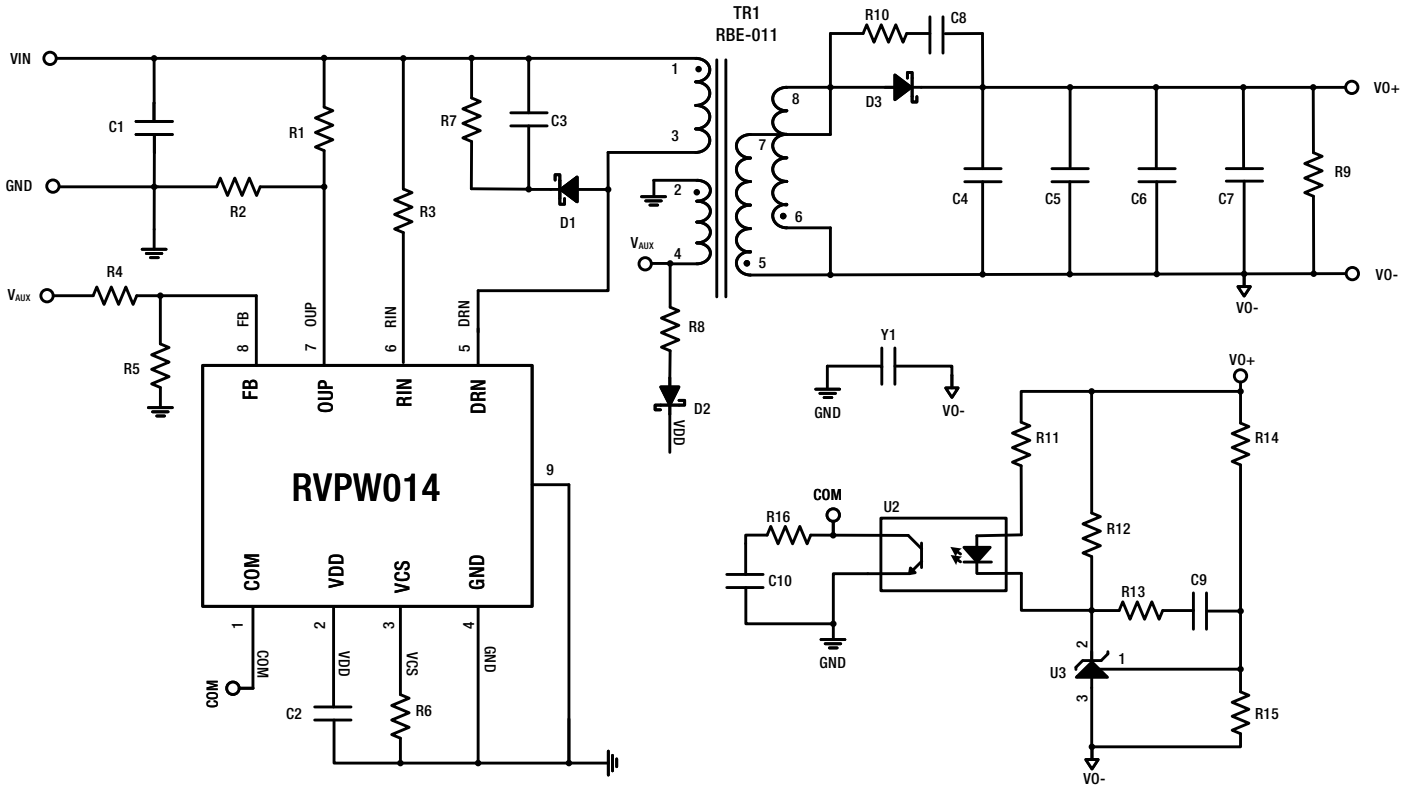 TR1
RBE-011
R10
C8
VIN
1
8
D3
VO+
C1
R1
R7
C3
3
7
GND
R2
R3
D1
2
6
C4
C5
C6
C7
R9
VAUX
4
5
VO-
VO-
R4
VAUX
FB
OUP
RIN
DRN
8
7
6
5
R8
R5
FB
OUP
RIN
DRN
D2
VDD
Y1
GND
VO-
VO+
R11
R14
RVPW014
9
COM
U2
R16
R12
C10
R13
C9
GND
COM
VDD
VCS
GND
1
2
3
4
COM
VDD
VCS
GND
COM
C2
R6
2
1
U3
3
R15
VO-